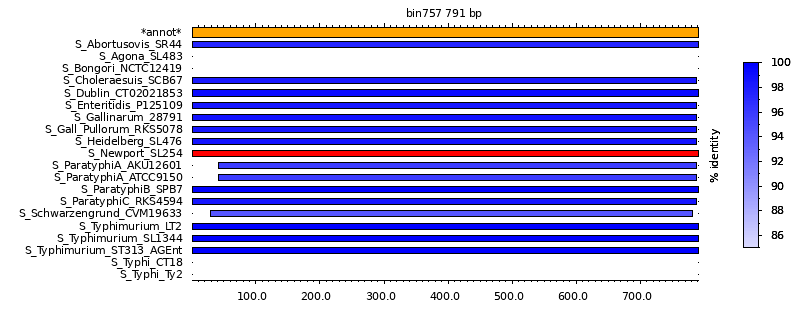 bin757 791 bp
*annot*
S_Abortusovis_SR44
S_Agona_SL483
S_Bongori_NCTC12419
S_Choleraesuis_SCB67
S_Dublin_CT02021853
S_Enteritidis_P125109
S_Gallinarum_28791
S_Gall_Pullorum_RKS5078
S_Heidelberg_SL476
S_Newport_SL254
S_ParatyphiA_AKU12601
S_ParatyphiA_ATCC9150
S_ParatyphiB_SPB7
S_ParatyphiC_RKS4594
S_Schwarzengrund_CVM19633
S_Typhimurium_LT2
S_Typhimurium_SL1344
S_Typhimurium_ST313_AGEnt
S_Typhi_CT18
S_Typhi_Ty2
100.0 200.0 300.0 400.0 500.0 600.0 700.0
% identity
100
98
96
94
92
90
88
86